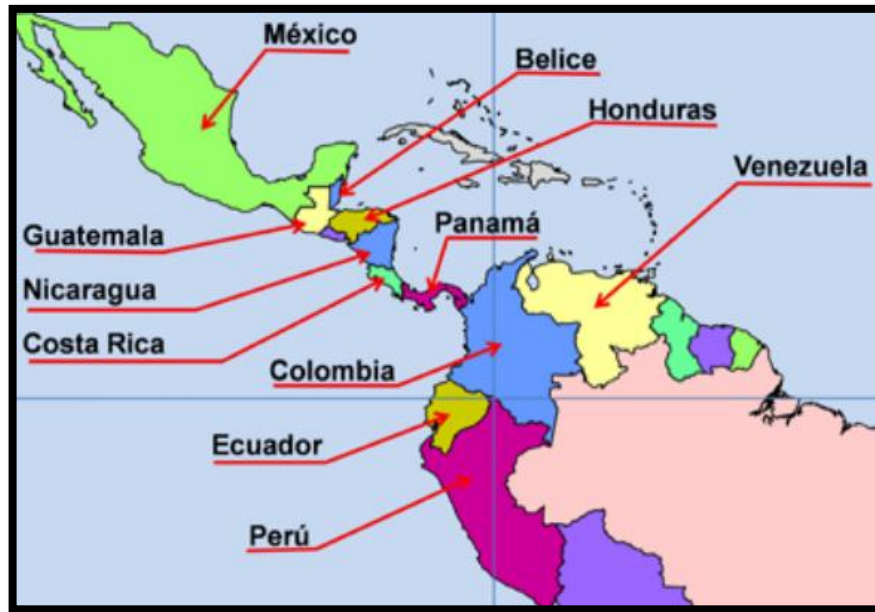 México
Belice
Honduras
Venezuela
Guatemala
Panamá
Nicaragua
Costa Rica
Colombia
Ecuador
Perú